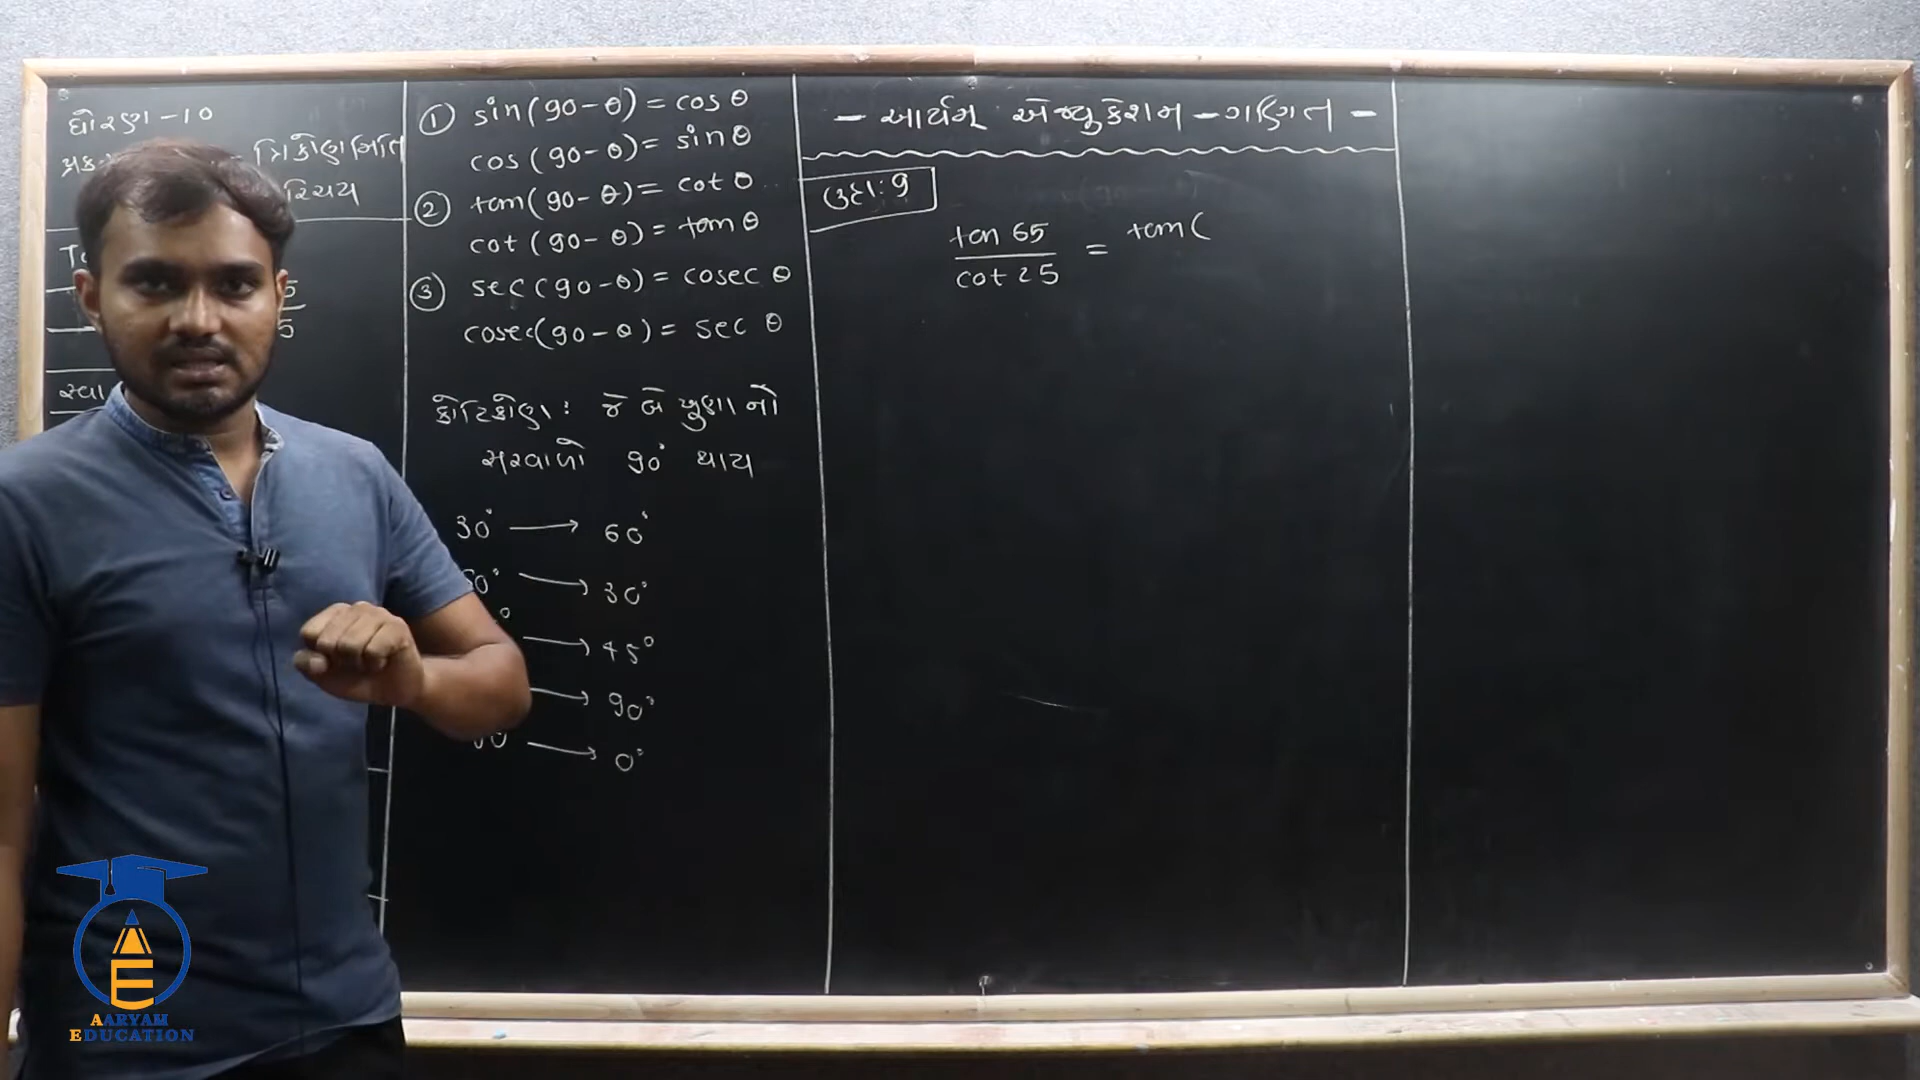 ધોરણ - 10
ત્રિકોણમિતિ
① sin(90 - θ) = cos θ
cos (90 - θ) = sin θ
② tan(90 - θ) = cot θ
cot (90 - θ) = tan θ
③ sec(90 - θ) = cosec θ
cosec(90 - θ) = sec θ
કોટિકોણ : જે બે ખૂણા નો
સરવાળો 90° થાય
30° → 60°
→ 30°
→ 45°
→ 90°
→ 0°
- આર્યમ્ એજ્યુકેશન - ગણિત -
ઉદા : 9
tan 65 = tan (
cot 25
AARYAM
EDUCATION